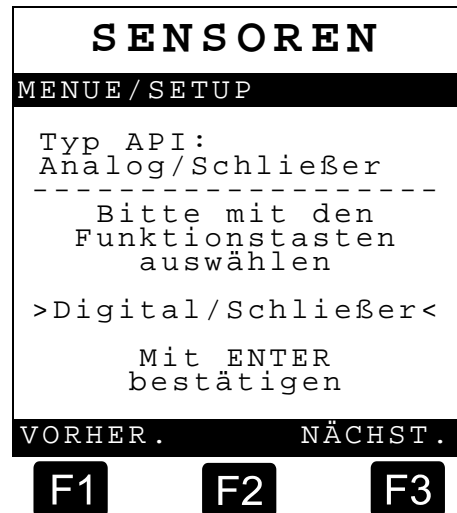 SENSOREN
MENUE/SETUP
Typ API:
Analog/Schließer
-------------------
Bitte mit den
Funktionstasten
auswählen
>Digital/Schließer<
Mit ENTER
bestätigen
VORHER. NÄCHST.
F1 F2 F3